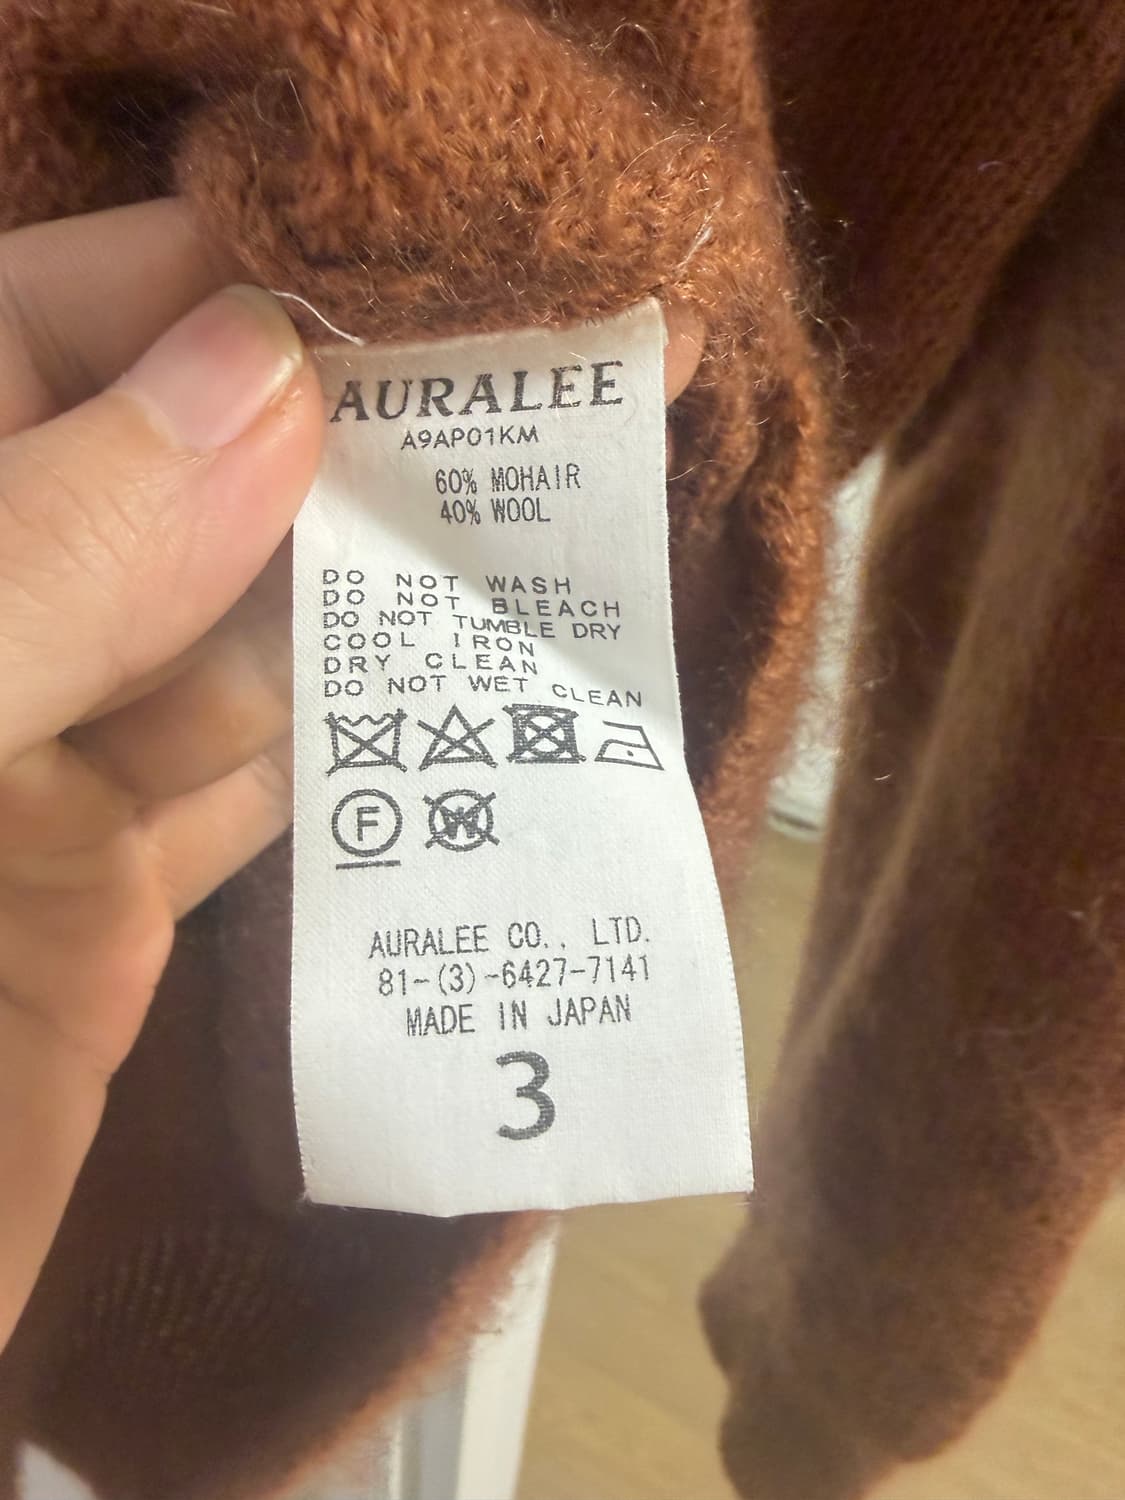 AURALEE
A9AP01KM
60% MOHAIR
40% WOOL
DO NOT WASH
DO NOT BLEACH
DO NOT TUMBLE DRY
COOL IRON
DRY CLEAN
DO NOT WET CLEAN
F
W
AURALEE CO., LTD.
81-(3)-6427-7141
MADE IN JAPAN
3